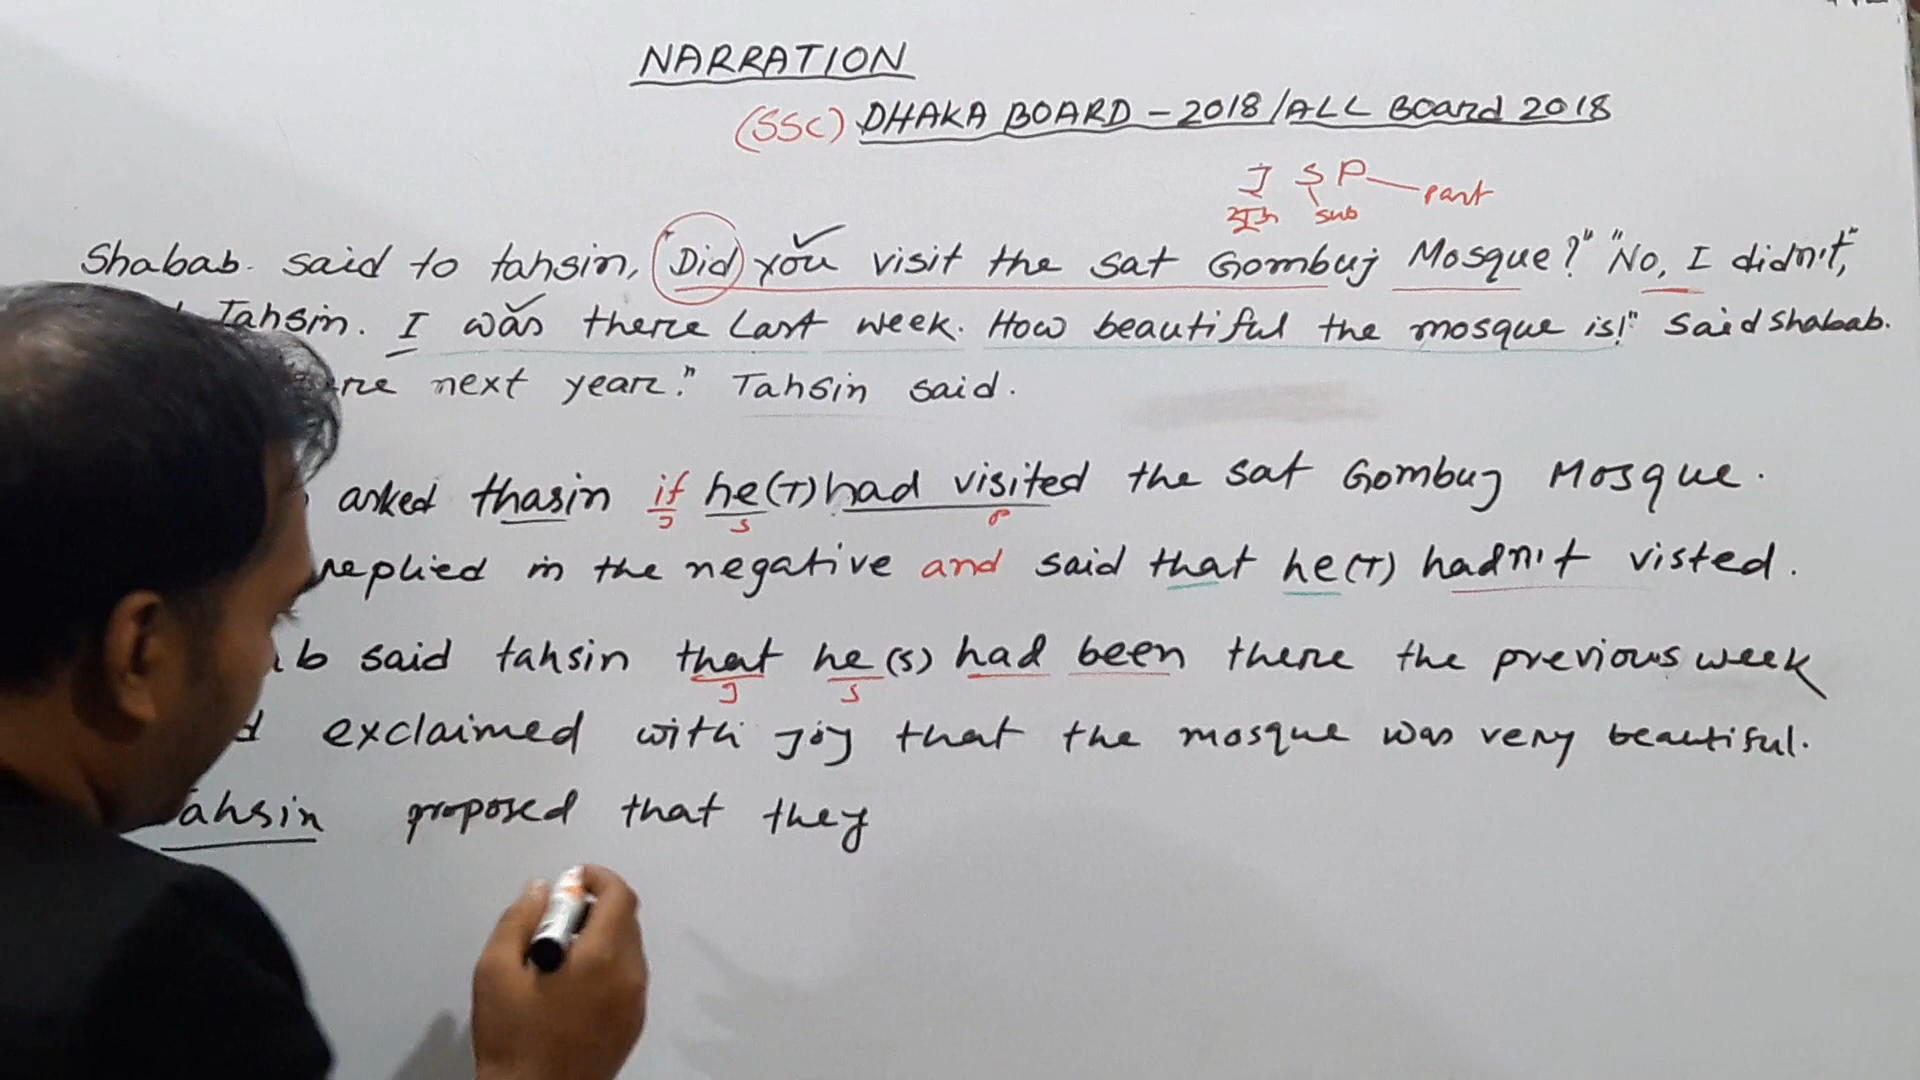 NARRATION
(SSC) DHAKA BOARD - 2018/ALL Board 2018
I S P part
sub
Shabab. said to tahsin, "Did you visit the sat Gombuj Mosque?" "No, I didn't,"
Tahsin. I was there Last week. How beautiful the mosque is!" Said Shabab.
next year." Tahsin said.
asked thasin if he (T) had visited the sat Gombuj Mosque.
J S P
replied in the negative and said that he (T) hadn't visted.
said tahsin that he (S) had been there the previous week
J S
exclaimed with joy that the mosque was very beautiful.
Tahsin proposed that they